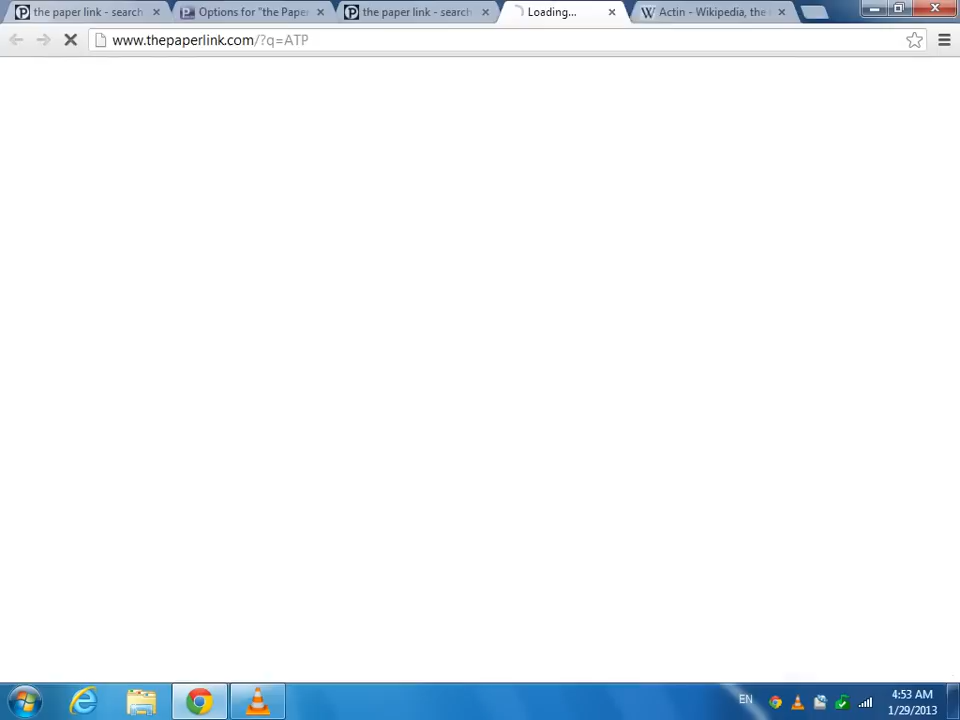 the paper link - search
Options for "the Pape
the paper link - search
Loading...
Actin - Wikipedia, the
www.thepaperlink.com/?q=ATP
EN
4:53 AM
1/29/2013